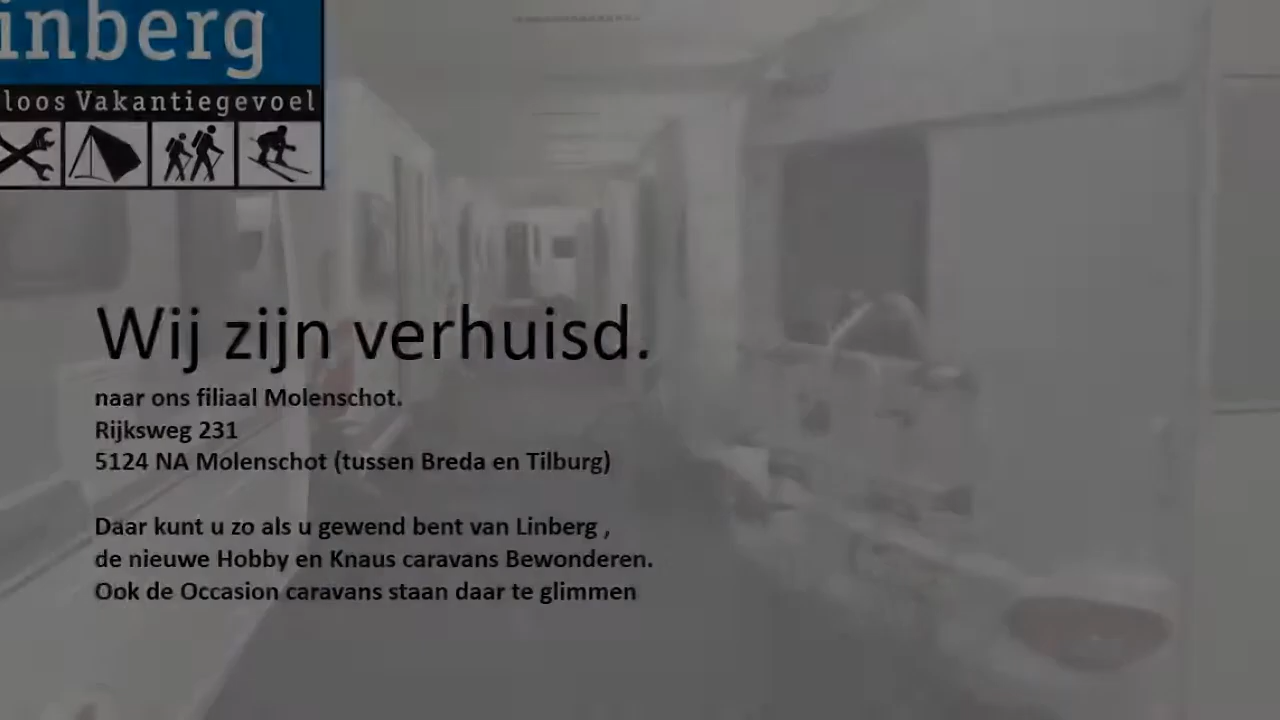 inberg
loos Vakantiegevoel
Wij zijn verhuisd.
naar ons filiaal Molenschot.
Rijksweg 231
5124 NA Molenschot (tussen Breda en Tilburg)
Daar kunt u zo als u gewend bent van Linberg ,
de nieuwe Hobby en Knaus caravans Bewonderen.
Ook de Occasion caravans staan daar te glimmen